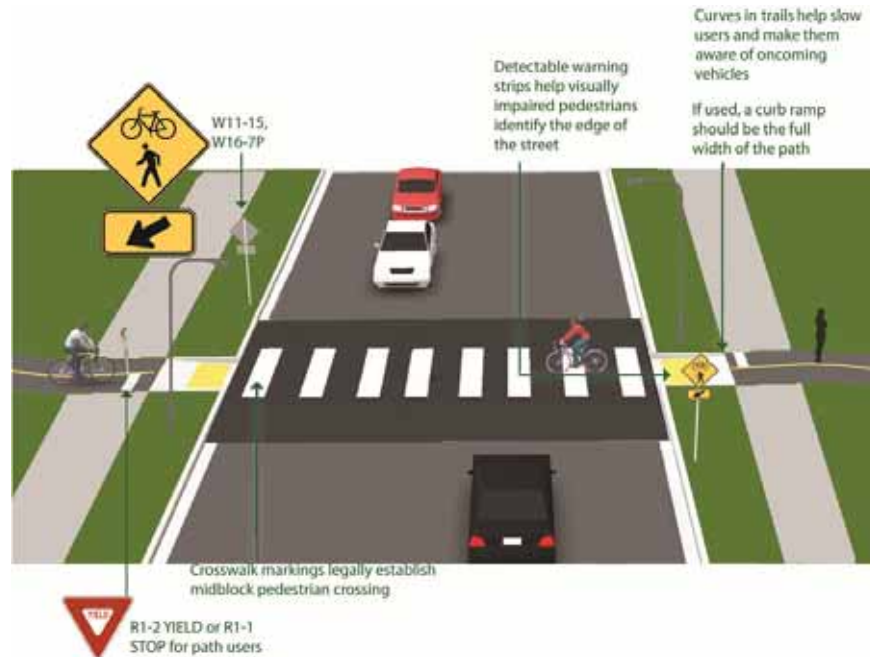 Curves in trails help slow
users and make them
aware of oncoming
vehicles
If used, a curb ramp
should be the full
width of the path
Detectable warning
strips help visually
impaired pedestrians
identify the edge of
the street
W11-15,
W16-7P
Crosswalk markings legally establish
midblock pedestrian crossing
YIELD
R1-2 YIELD or R1-1
STOP for path users